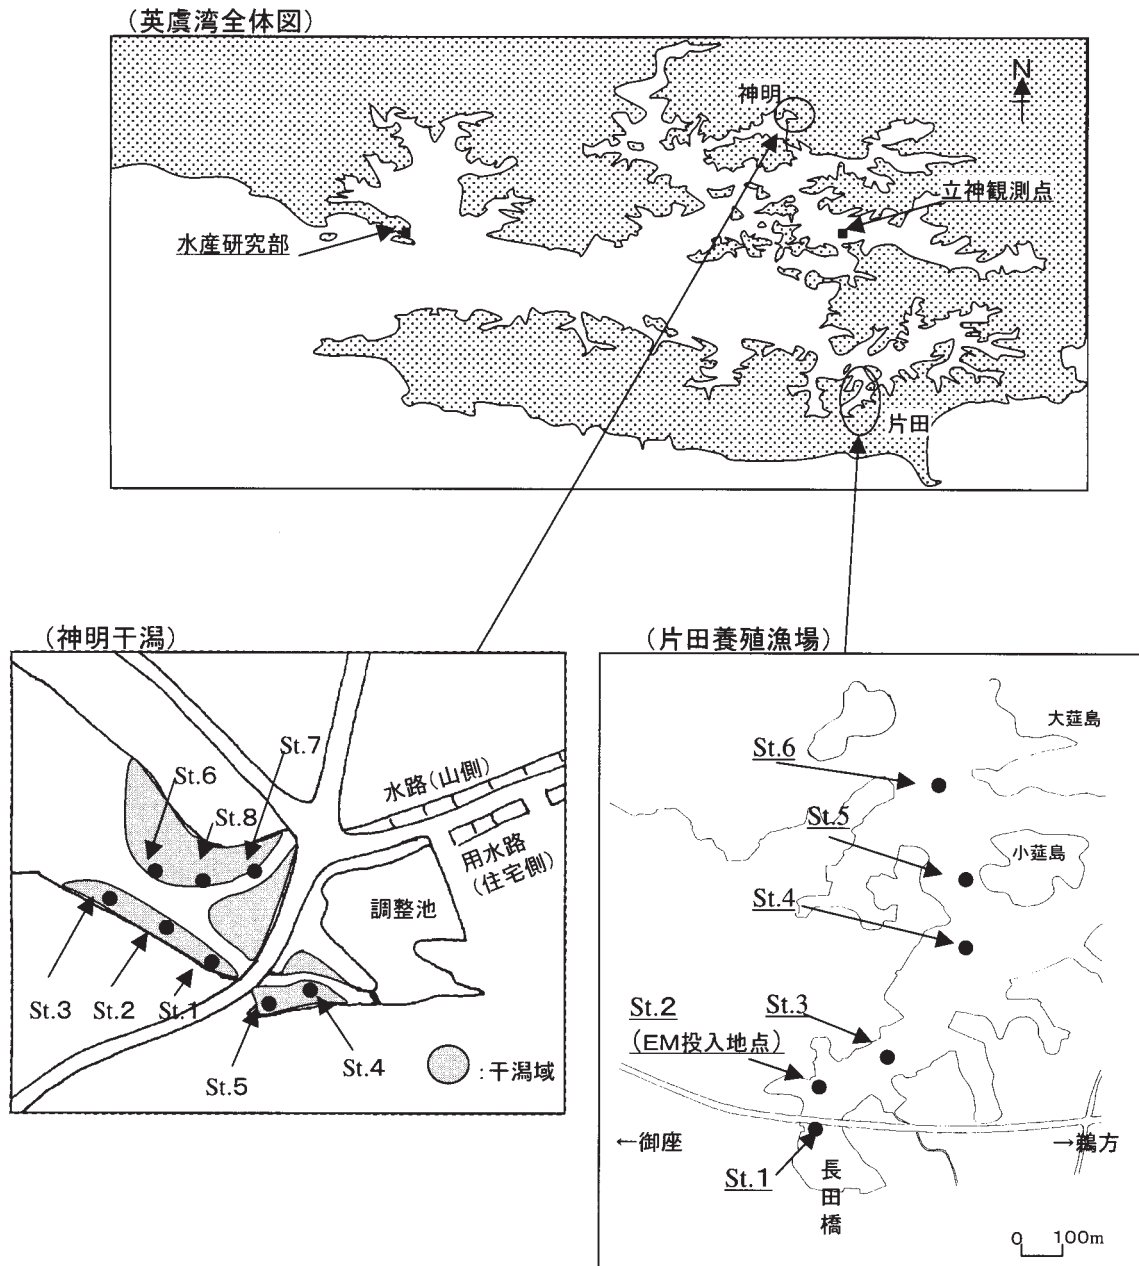 (英虞湾全体図)
神明
N
立神観測点
水産研究部
片田
(神明干潟)
St.7
St.6
St.8
水路(山側)
用水路
(住宅側)
調整池
St.3
St.2
St.1
St.5
St.4
:干潟域
(片田養殖漁場)
大莚島
St.6
St.5
小莚島
St.4
St.3
St.2
(EM投入地点)
←御座
→鵜方
St.1
長田橋
0 100m